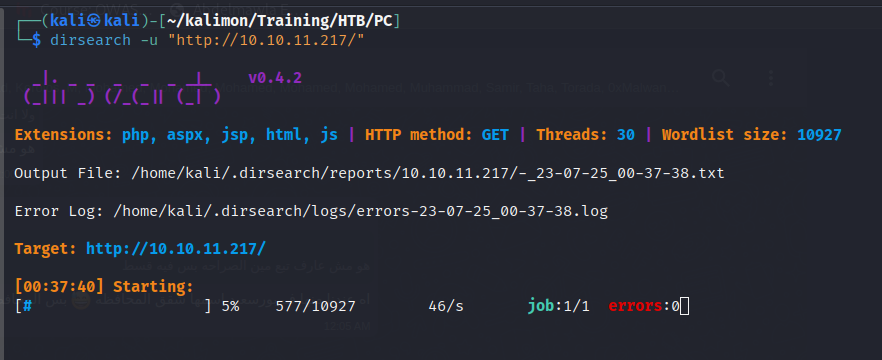 ┌──(kali㉿kali)-[~/kalimon/Training/HTB/PC]
└─$ dirsearch -u "http://10.10.11.217/"
dirsearch v0.4.2
Extensions: php, aspx, jsp, html, js | HTTP method: GET | Threads: 30 | Wordlist size: 10927
Output File: /home/kali/.dirsearch/reports/10.10.11.217/-_23-07-25_00-37-38.txt
Error Log: /home/kali/.dirsearch/logs/errors-23-07-25_00-37-38.log
Target: http://10.10.11.217/
[00:37:40] Starting:
[# ] 5% 577/10927 46/s job:1/1 errors:0